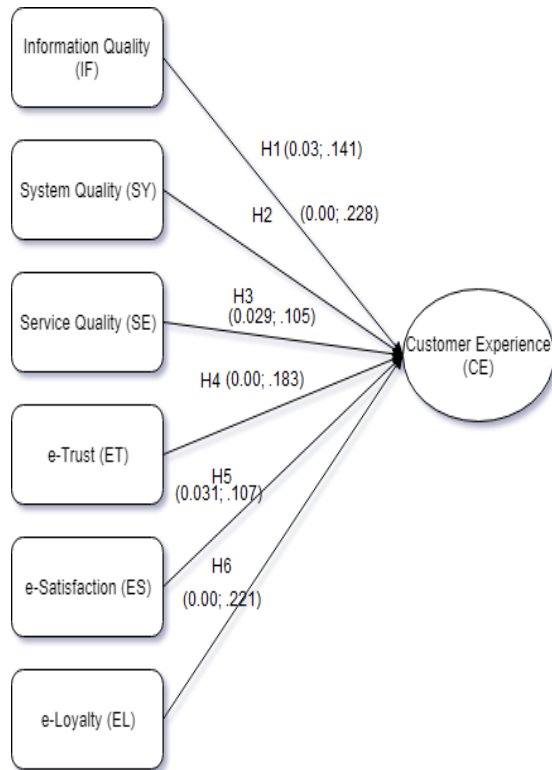 Information Quality
(IF)
H1 (0.03; .141)
System Quality (SY)
H2 (0.00; .228)
Service Quality (SE)
H3
(0.029; .105)
Customer Experience
(CE)
H4 (0.00; .183)
e-Trust (ET)
H5
(0.031; .107)
e-Satisfaction (ES)
H6
(0.00; .221)
e-Loyalty (EL)